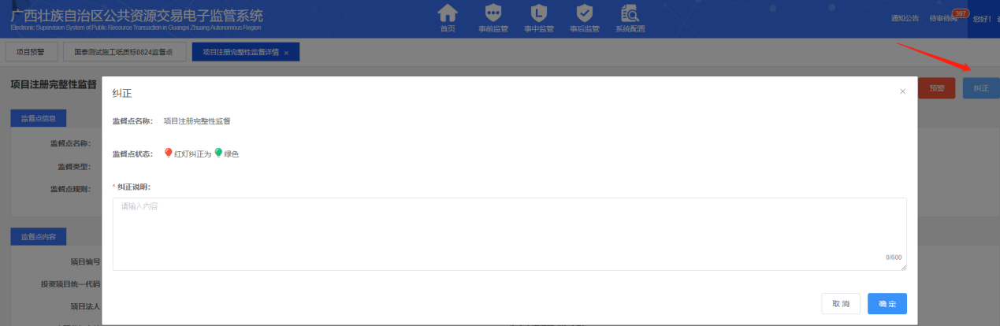 广西壮族自治区公共资源交易电子监管系统
Electronic Supervision System of Public Resource Transaction in Guangxi Zhuang Autonomous Region
首页
事前监管
事中监管
事后监管
系统配置
通知公告
待审待阅
397
您好！
项目预警
国泰测试施工纸质标0824监督点
项目注册完整性监督详情 ×
项目注册完整性监督
预警
纠正
监督点信息
监督点名称：
监督类型：
监督点规则：
监督点内容
项目编号
投资项目统一代码
项目法人
纠正
×
监督点名称： 项目注册完整性监督
监督点状态： 红灯纠正为 绿色
* 纠正说明：
请输入内容
0/600
取 消
确 定